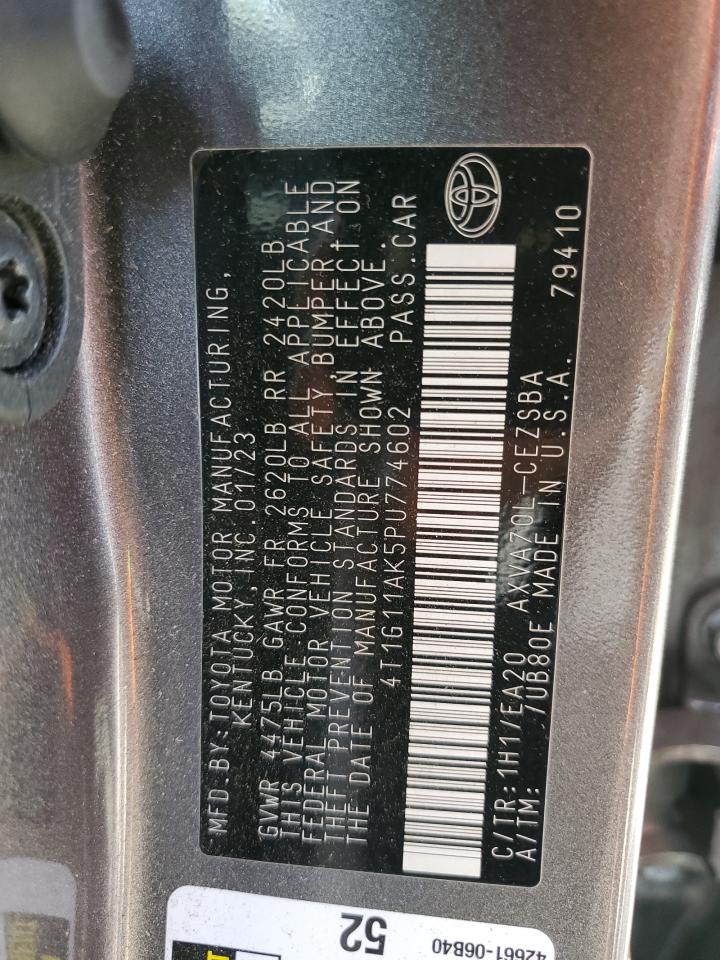 MFD.BY:TOYOTA MOTOR MANUFACTURING,
KENTUCKY, INC. 01/23
GVWR 4475LB GAWR FR 2620LB RR 2420LB
THIS VEHICLE CONFORMS TO ALL APPLICABLE
FEDERAL MOTOR VEHICLE SAFETY BUMPER, AND
THEFT PREVENTION STANDARDS IN EFFECT ON
THE DATE OF MANUFACTURE SHOWN ABOVE.
4T1G11AK5PU774602 PASS.CAR
C/IR:1H1/EA20 AXVA70L-CEZSBA
A/TM: /UB80E MADE IN U.S.A. 79410
52
42661-06B40